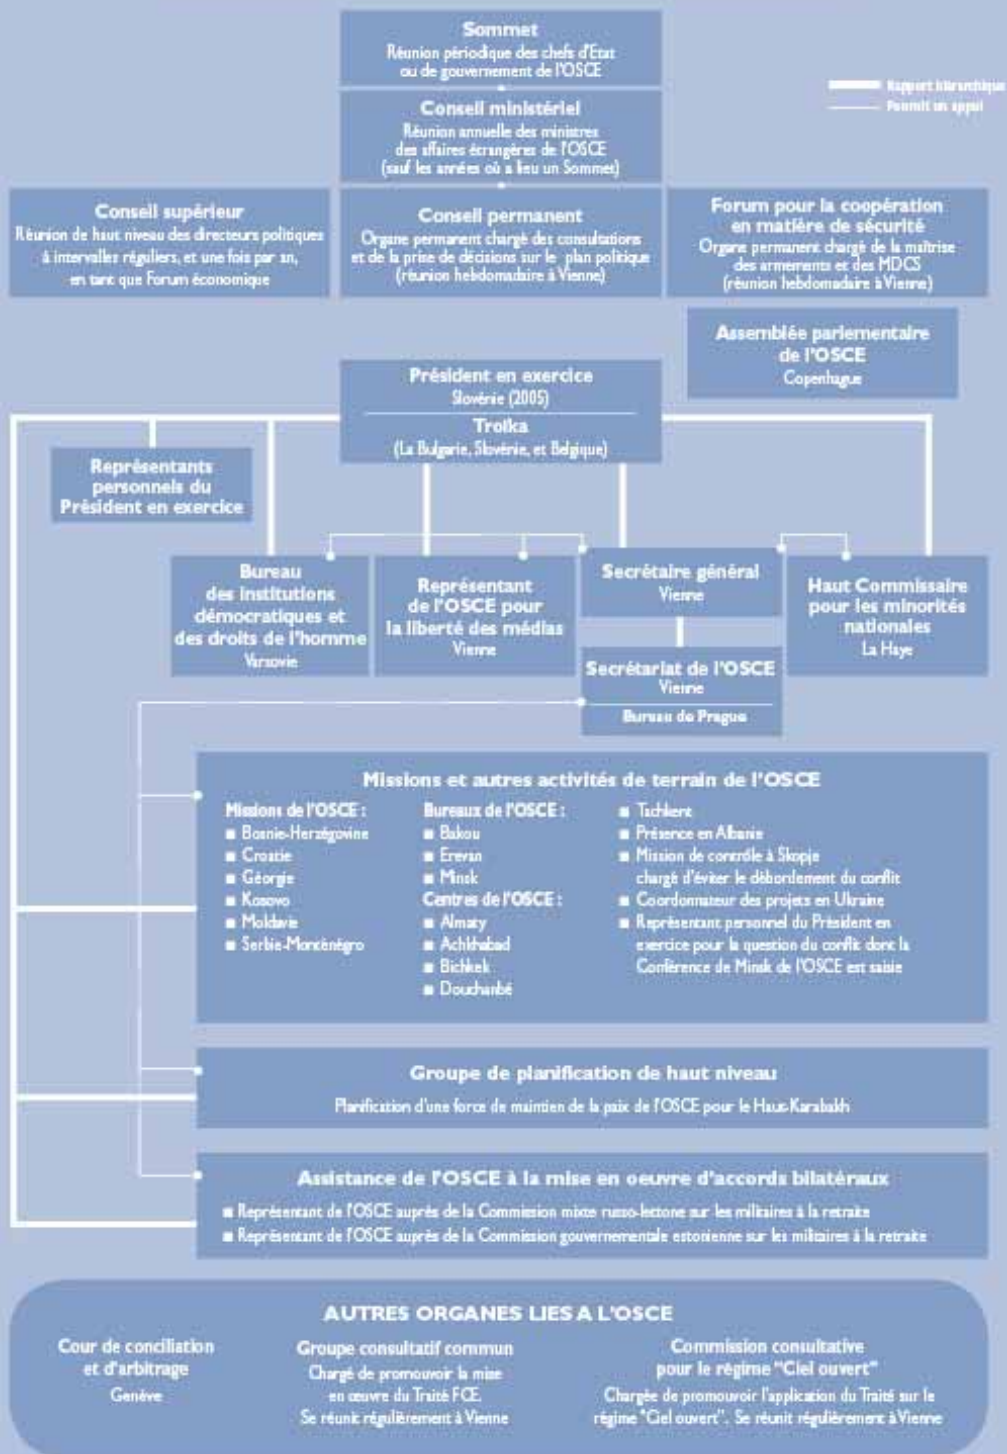 Sommet
Réunion périodique des chefs d'Etat
ou de gouvernement de l'OSCE
Rapport hiérarchique
Fournit un appui
Conseil ministériel
Réunion annuelle des ministres
des affaires étrangères de l'OSCE
(sauf les années où a lieu un Sommet)
Conseil supérieur
Réunion de haut niveau des directeurs politiques
à intervalles réguliers, et une fois par an,
en tant que Forum économique
Conseil permanent
Organe permanent chargé des consultations
et de la prise de décisions sur le plan politique
(réunion hebdomadaire à Vienne)
Forum pour la coopération
en matière de sécurité
Organe permanent chargé de la maîtrise
des armements et des MDCS
(réunion hebdomadaire à Vienne)
Assemblée parlementaire
de l'OSCE
Copenhague
Président en exercice
Slovénie (2005)
Troïka
(La Bulgarie, Slovénie, et Belgique)
Représentants
personnels du
Président en exercice
Bureau
des institutions
démocratiques et
des droits de l'homme
Varsovie
Représentant
de l'OSCE pour
la liberté des médias
Vienne
Secrétaire général
Vienne
Haut Commissaire
pour les minorités
nationales
La Haye
Secrétariat de l'OSCE
Vienne
Bureau de Prague
Missions et autres activités de terrain de l'OSCE
Missions de l'OSCE :
■ Bosnie-Herzégovine
■ Croatie
■ Géorgie
■ Kosovo
■ Moldavie
■ Serbie-Monténégro
Bureaux de l'OSCE :
■ Bakou
■ Erevan
■ Minsk
Centres de l'OSCE :
■ Almaty
■ Achkhabad
■ Bichkek
■ Douchanbé
■ Tachkent
■ Présence en Albanie
■ Mission de contrôle à Skopje
chargé d'éviter le débordement du conflit
■ Coordonnateur des projets en Ukraine
■ Représentant personnel du Président en
exercice pour la question du conflit dont la
Conférence de Minsk de l'OSCE est saisie
Groupe de planification de haut niveau
Planification d'une force de maintien de la paix de l'OSCE pour le Haut-Karabakh
Assistance de l'OSCE à la mise en oeuvre d'accords bilatéraux
■ Représentant de l'OSCE auprès de la Commission mixte russo-lettone sur les militaires à la retraite
■ Représentant de l'OSCE auprès de la Commission gouvernementale estonienne sur les militaires à la retraite
AUTRES ORGANES LIES A L'OSCE
Cour de conciliation
et d'arbitrage
Genève
Groupe consultatif commun
Chargé de promouvoir la mise
en œuvre du Traité FCE.
Se réunit régulièrement à Vienne
Commission consultative
pour le régime "Ciel ouvert"
Chargée de promouvoir l'application du Traité sur le
régime "Ciel ouvert". Se réunit régulièrement à Vienne